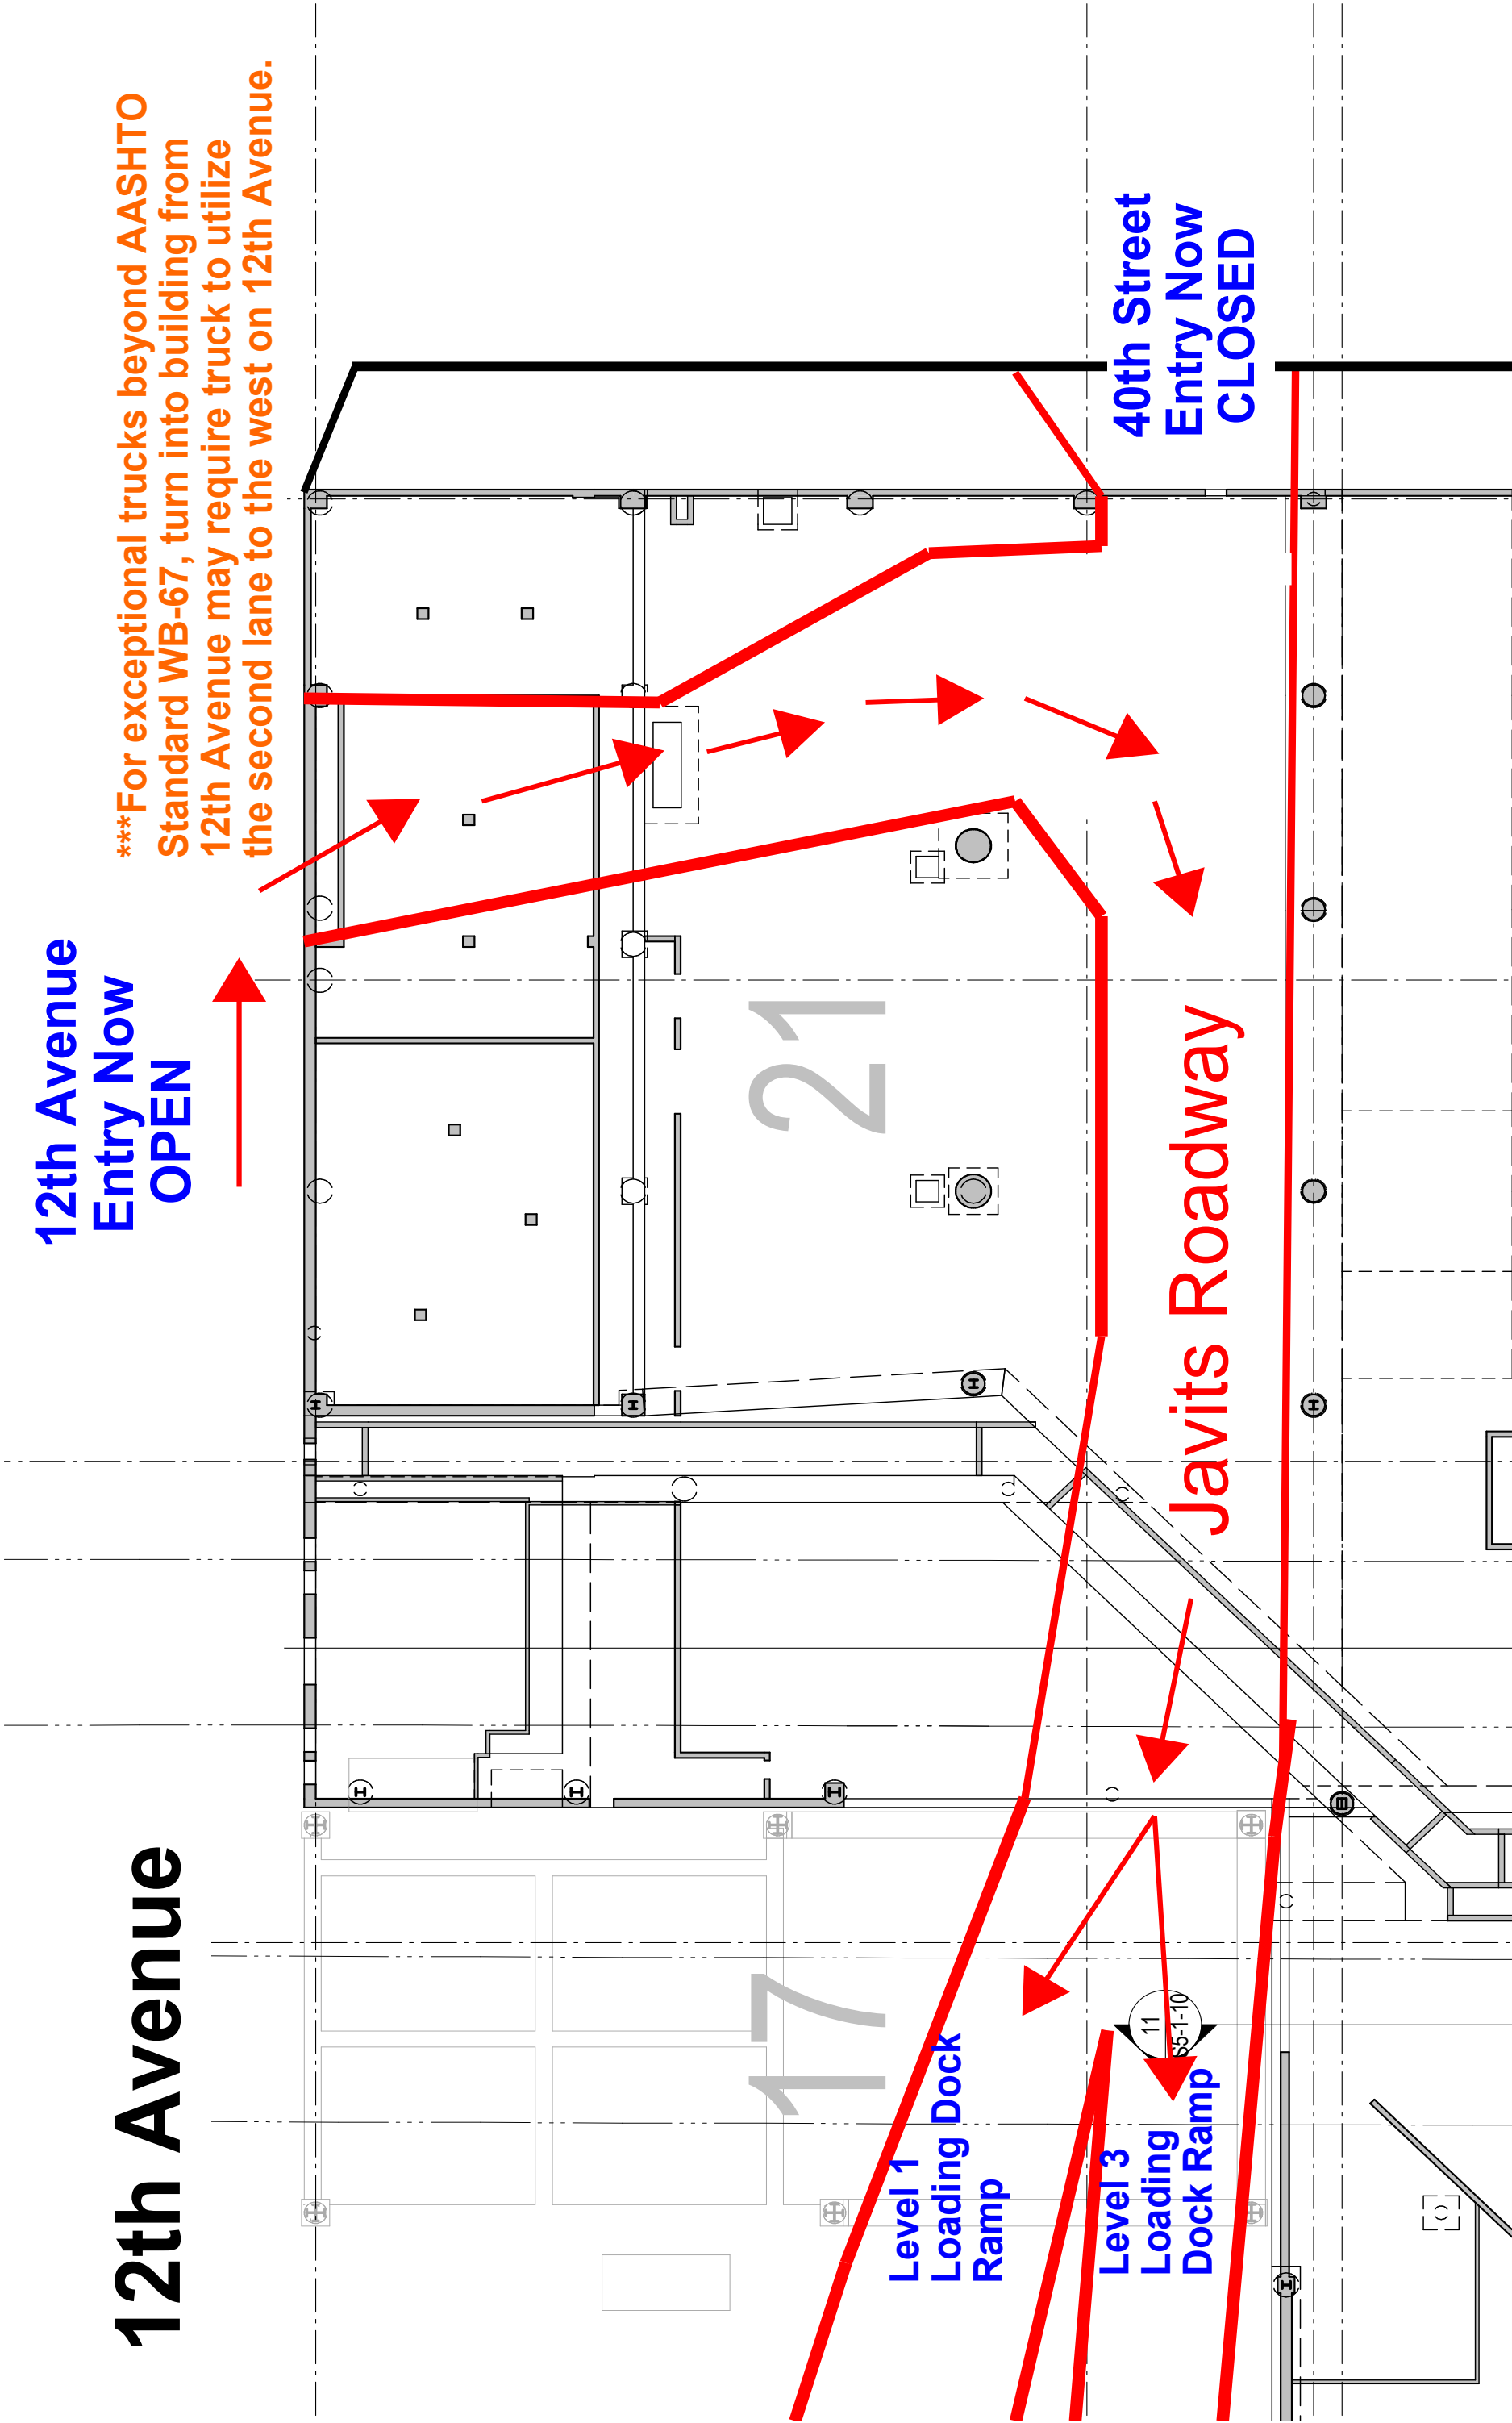 ***For exceptional trucks beyond AASHTO
Standard WB-67, turn into building from
12th Avenue may require truck to utilize
the second lane to the west on 12th Avenue.
12th Avenue
Entry Now
OPEN
12th Avenue
40th Street
Entry Now
CLOSED
21
17
Javits Roadway
Level 1
Loading Dock
Ramp
Level 3
Loading
Dock Ramp
11
S5-1-10